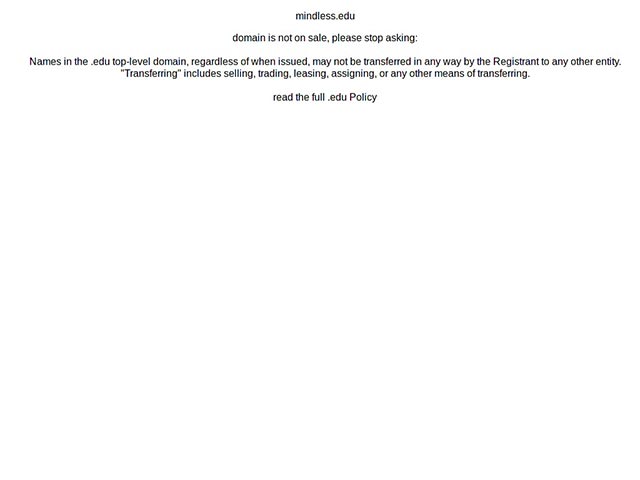 mindless.edu
domain is not on sale, please stop asking:
Names in the .edu top-level domain, regardless of when issued, may not be transferred in any way by the Registrant to any other entity.
"Transferring" includes selling, trading, leasing, assigning, or any other means of transferring.
read the full .edu Policy